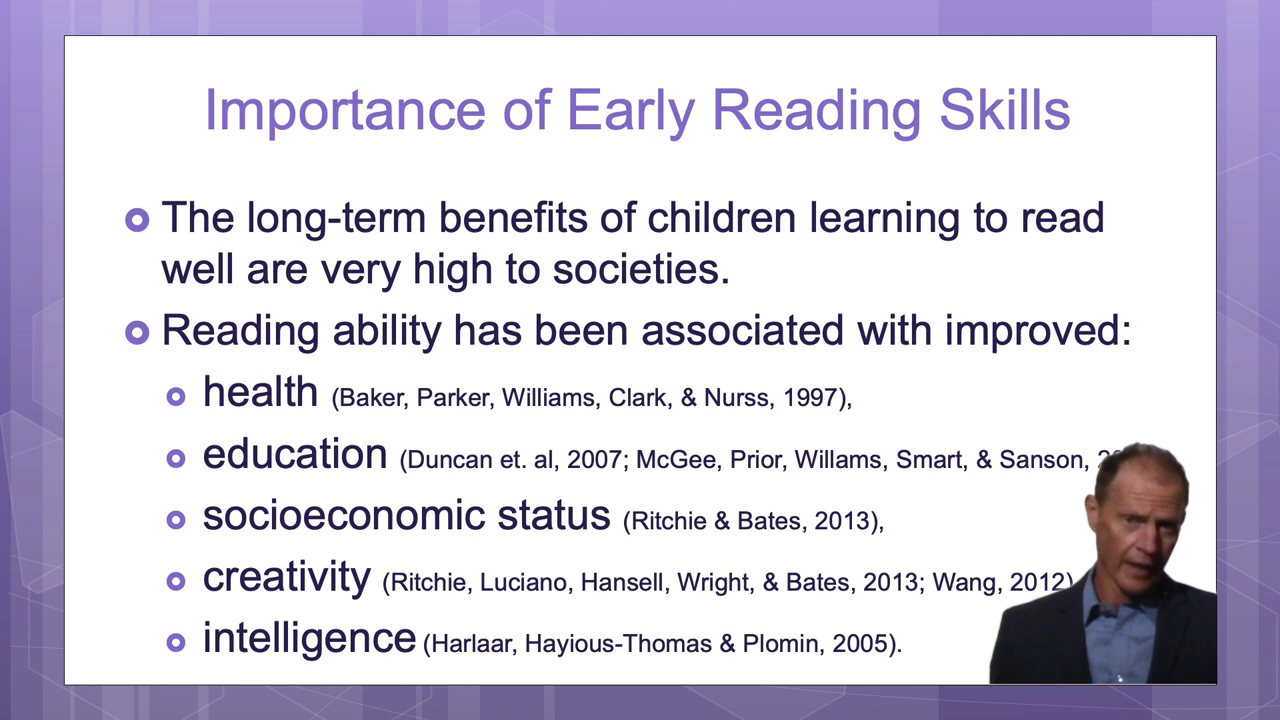 Importance of Early Reading Skills
The long-term benefits of children learning to read
well are very high to societies.
Reading ability has been associated with improved:
health (Baker, Parker, Williams, Clark, & Nurss, 1997),
education (Duncan et. al, 2007; McGee, Prior, Willams, Smart, & Sanson,
socioeconomic status (Ritchie & Bates, 2013),
creativity (Ritchie, Luciano, Hansell, Wright, & Bates, 2013; Wang, 2012)
intelligence (Harlaar, Hayious-Thomas & Plomin, 2005).